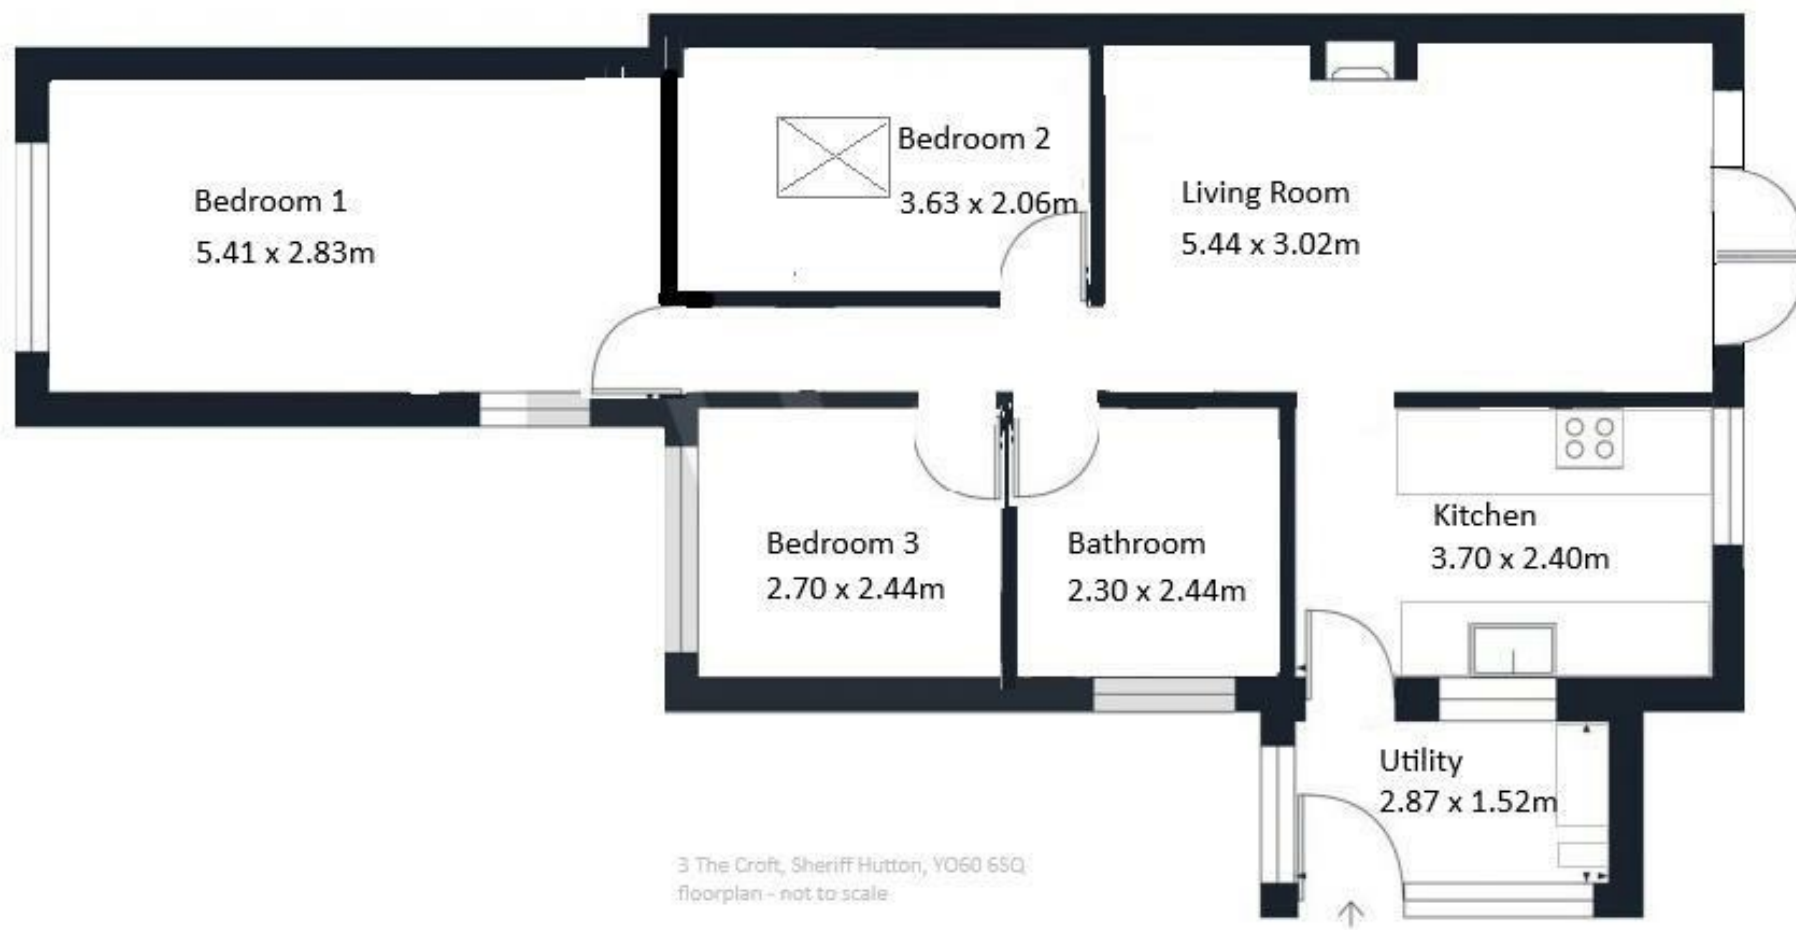 Bedroom 1
5.41 x 2.83m
Bedroom 2
3.63 x 2.06m
Living Room
5.44 x 3.02m
Bedroom 3
2.70 x 2.44m
Bathroom
2.30 x 2.44m
Kitchen
3.70 x 2.40m
Utility
2.87 x 1.52m
3 The Croft, Sheriff Hutton, YO60 6SQ
floorplan - not to scale